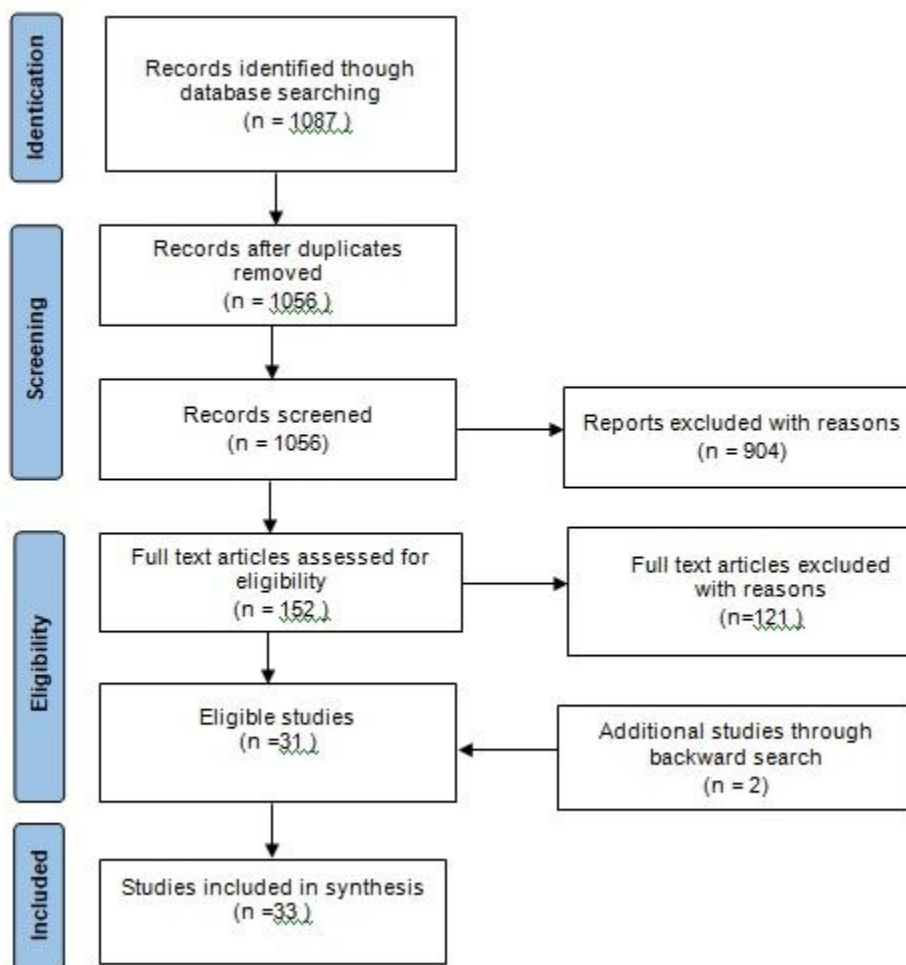 Identication
Records identified though
database searching
(n = 1087 )
Screening
Records after duplicates
removed
(n = 1056 )
Records screened
(n = 1056)
Reports excluded with reasons
(n = 904)
Eligibility
Full text articles assessed for
eligibility
(n = 152 )
Full text articles excluded
with reasons
(n=121 )
Eligible studies
(n =31 )
Additional studies through
backward search
(n = 2)
Included
Studies included in synthesis
(n =33 )